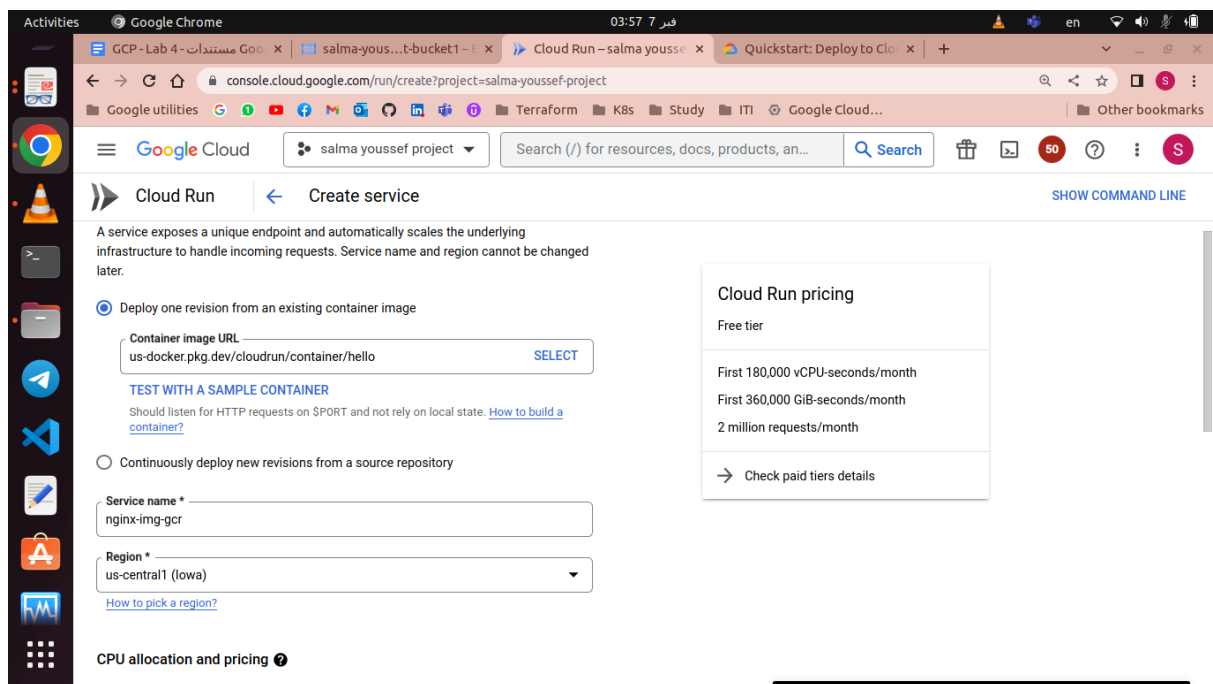 Activities
Google Chrome
03:57 7 فبر
en
GCP - Lab 4 - مستندات Goo
salma-yous...t-bucket1 – B
Cloud Run – salma yousse
Quickstart: Deploy to Clo
console.cloud.google.com/run/create?project=salma-youssef-project
S
Google utilities
Terraform
K8s
Study
ITI
Google Cloud...
Other bookmarks
Google Cloud
salma youssef project
Search (/) for resources, docs, products, an...
Search
50
S
Cloud Run
Create service
SHOW COMMAND LINE
A service exposes a unique endpoint and automatically scales the underlying
infrastructure to handle incoming requests. Service name and region cannot be changed
later.
Deploy one revision from an existing container image
Container image URL
us-docker.pkg.dev/cloudrun/container/hello
SELECT
TEST WITH A SAMPLE CONTAINER
Should listen for HTTP requests on $PORT and not rely on local state. How to build a
container?
Continuously deploy new revisions from a source repository
Service name *
nginx-img-gcr
Region *
us-central1 (Iowa)
How to pick a region?
CPU allocation and pricing
Cloud Run pricing
Free tier
First 180,000 vCPU-seconds/month
First 360,000 GiB-seconds/month
2 million requests/month
Check paid tiers details